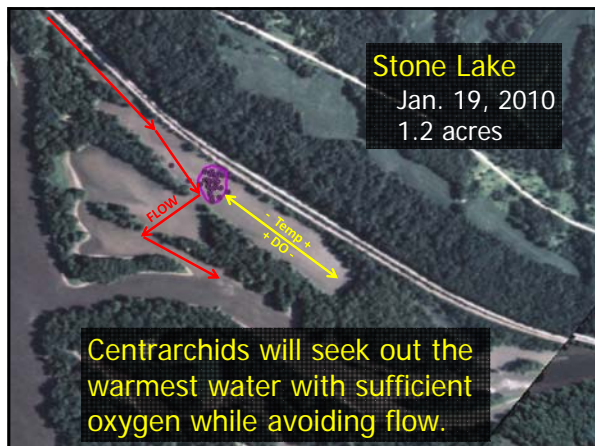 Stone Lake
Jan. 19, 2010
1.2 acres
FLOW
- Temp +
+ DO -
Centrarchids will seek out the
warmest water with sufficient
oxygen while avoiding flow.